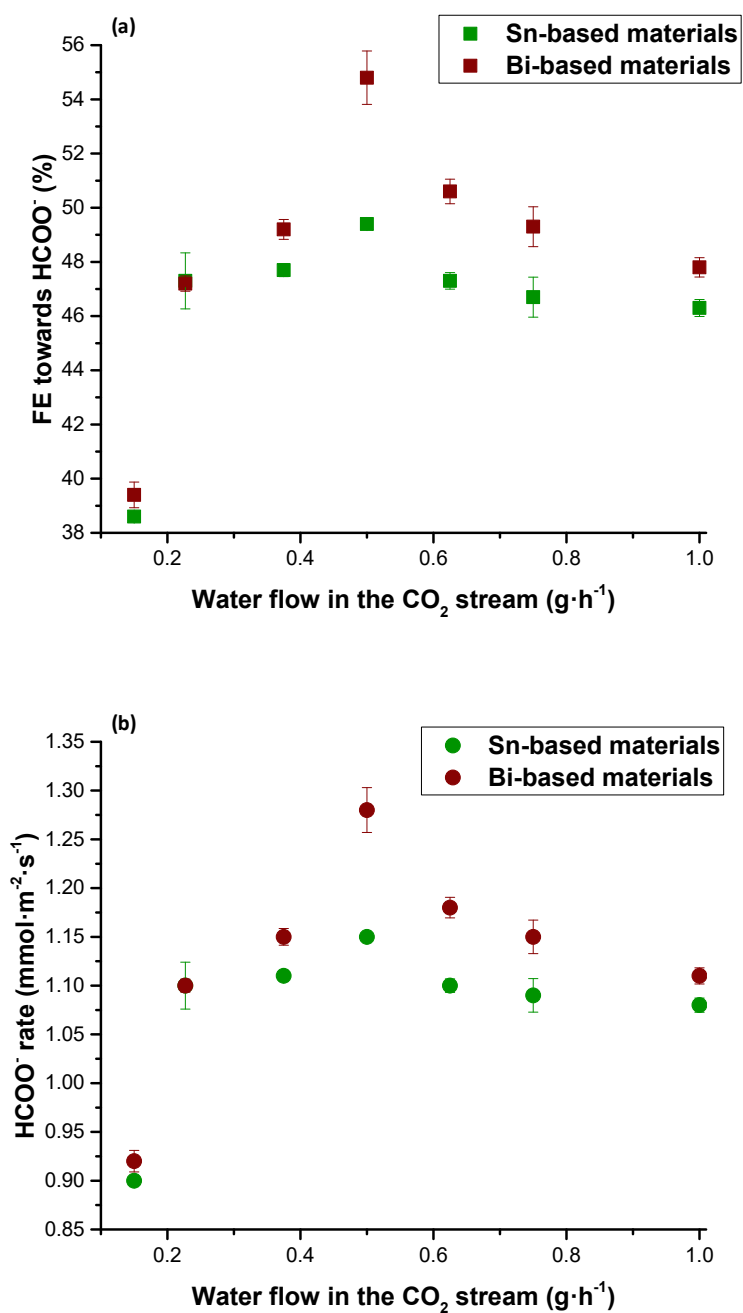 (a)
Sn-based materials
Bi-based materials
56
54
52
50
48
46
44
42
40
38
FE towards HCOO⁻ (%)
0.2 0.4 0.6 0.8 1.0
Water flow in the CO₂ stream (g·h⁻¹)
(b)
Sn-based materials
Bi-based materials
1.35
1.30
1.25
1.20
1.15
1.10
1.05
1.00
0.95
0.90
0.85
HCOO⁻ rate (mmol·m⁻²·s⁻¹)
0.2 0.4 0.6 0.8 1.0
Water flow in the CO₂ stream (g·h⁻¹)